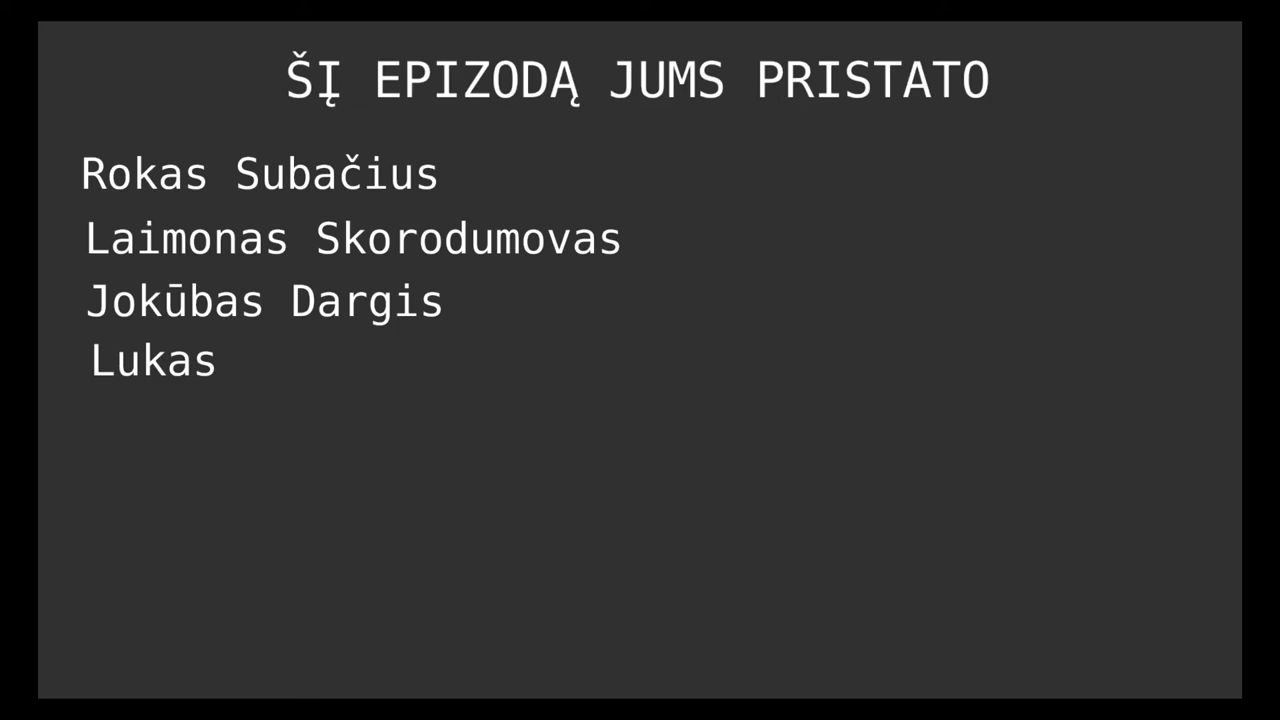 ŠĮ EPIZODĄ JUMS PRISTATO
Rokas Subačius
Laimonas Skorodumovas
Jokūbas Dargis
Lukas